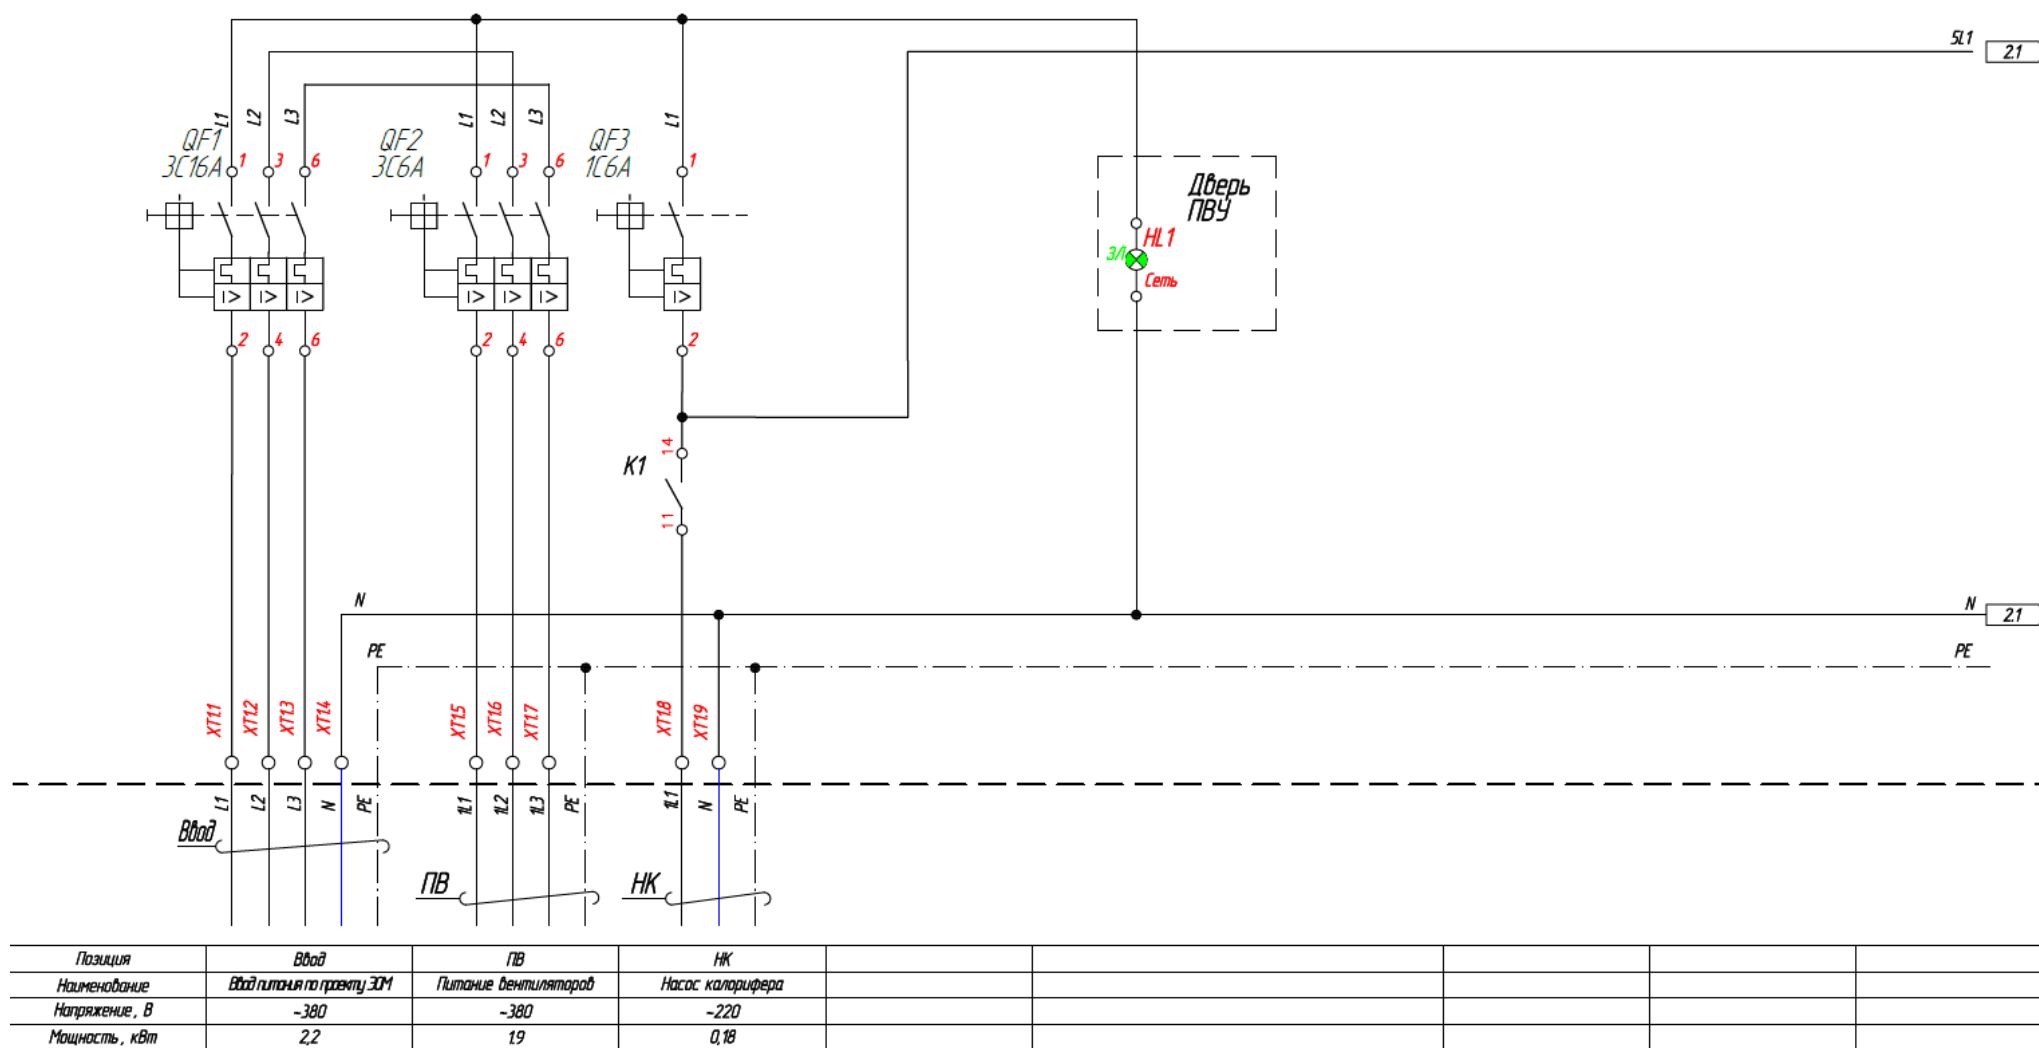 5L1
2.1
L1
L2
L3
L1
L2
L3
L1
QF1
3C16A
1
3
6
QF2
3C6A
1
3
6
QF3
1C6A
1
Дверь
ПВУ
HL1
ЗЛ
Сеть
I>
I>
I>
I>
I>
I>
I>
2
4
6
2
4
6
2
14
K1
11
N
N
2.1
PE
PE
XT1.1
XT1.2
XT1.3
XT1.4
XT1.5
XT1.6
XT1.7
XT1.8
XT1.9
L1
L2
L3
N
PE
1L1
1L2
1L3
PE
1L1
N
PE
Ввод
ПВ
НК
Позиция Ввод ПВ НК
Наименование Ввод питания по проекту ЭОМ Питание вентиляторов Насос калорифера
Напряжение, В ~380 ~380 ~220
Мощность, кВт 2,2 1.9 0,18